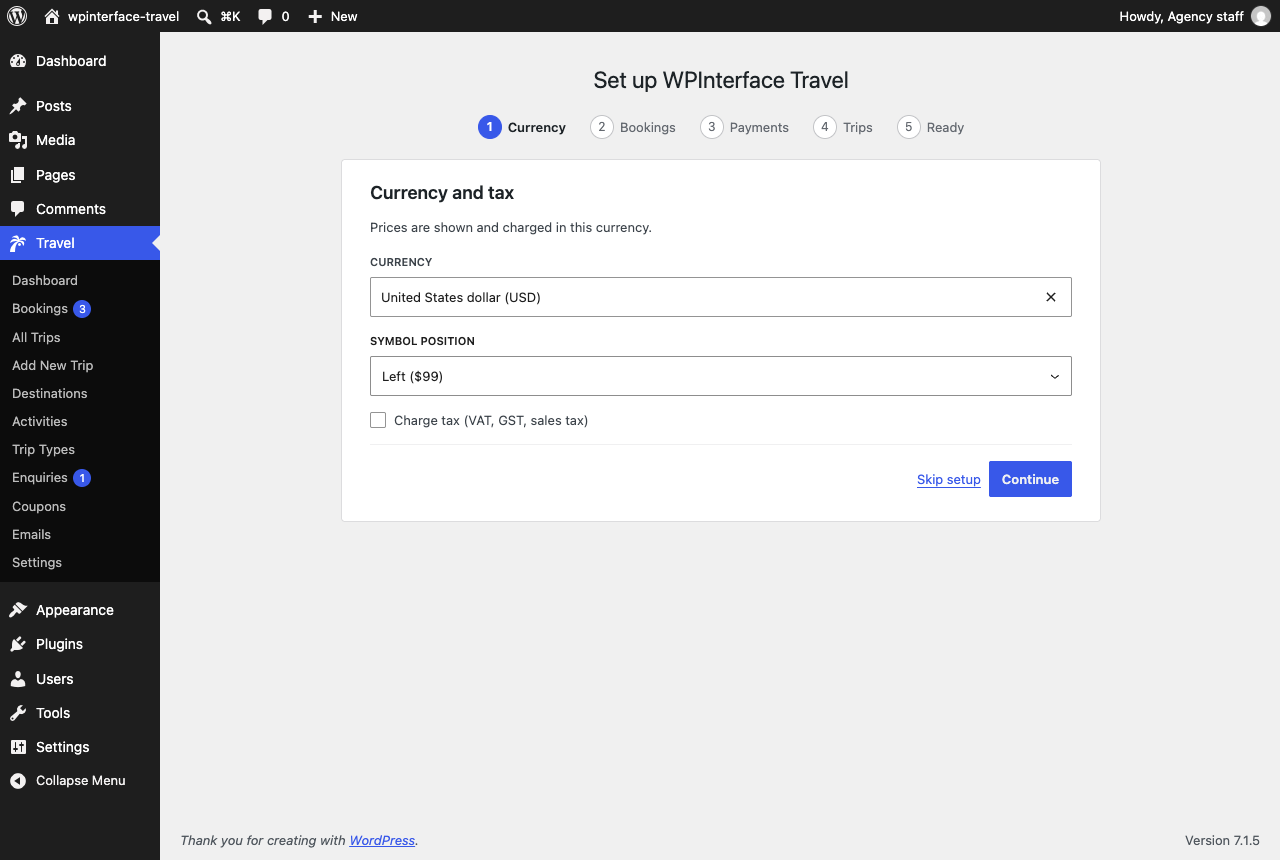 wpinterface-travel ⌘K 0 New Howdy, Agency staff
Dashboard
Posts
Media
Pages
Comments
Travel
Dashboard
Bookings 3
All Trips
Add New Trip
Destinations
Activities
Trip Types
Enquiries 1
Coupons
Emails
Settings
Appearance
Plugins
Users
Tools
Settings
Collapse Menu
Set up WPInterface Travel
1 Currency 2 Bookings 3 Payments 4 Trips 5 Ready
Currency and tax
Prices are shown and charged in this currency.
CURRENCY
United States dollar (USD)
SYMBOL POSITION
Left ($99)
Charge tax (VAT, GST, sales tax)
Skip setup Continue
Thank you for creating with WordPress. Version 7.1.5